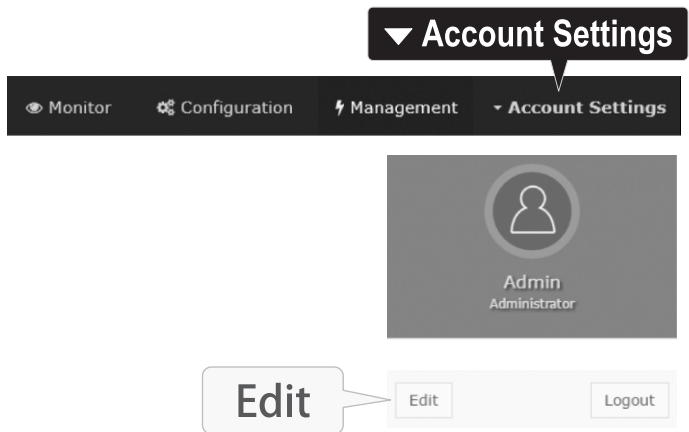 Account Settings
Monitor Configuration Management Account Settings
Admin
Administrator
Edit
Edit Logout